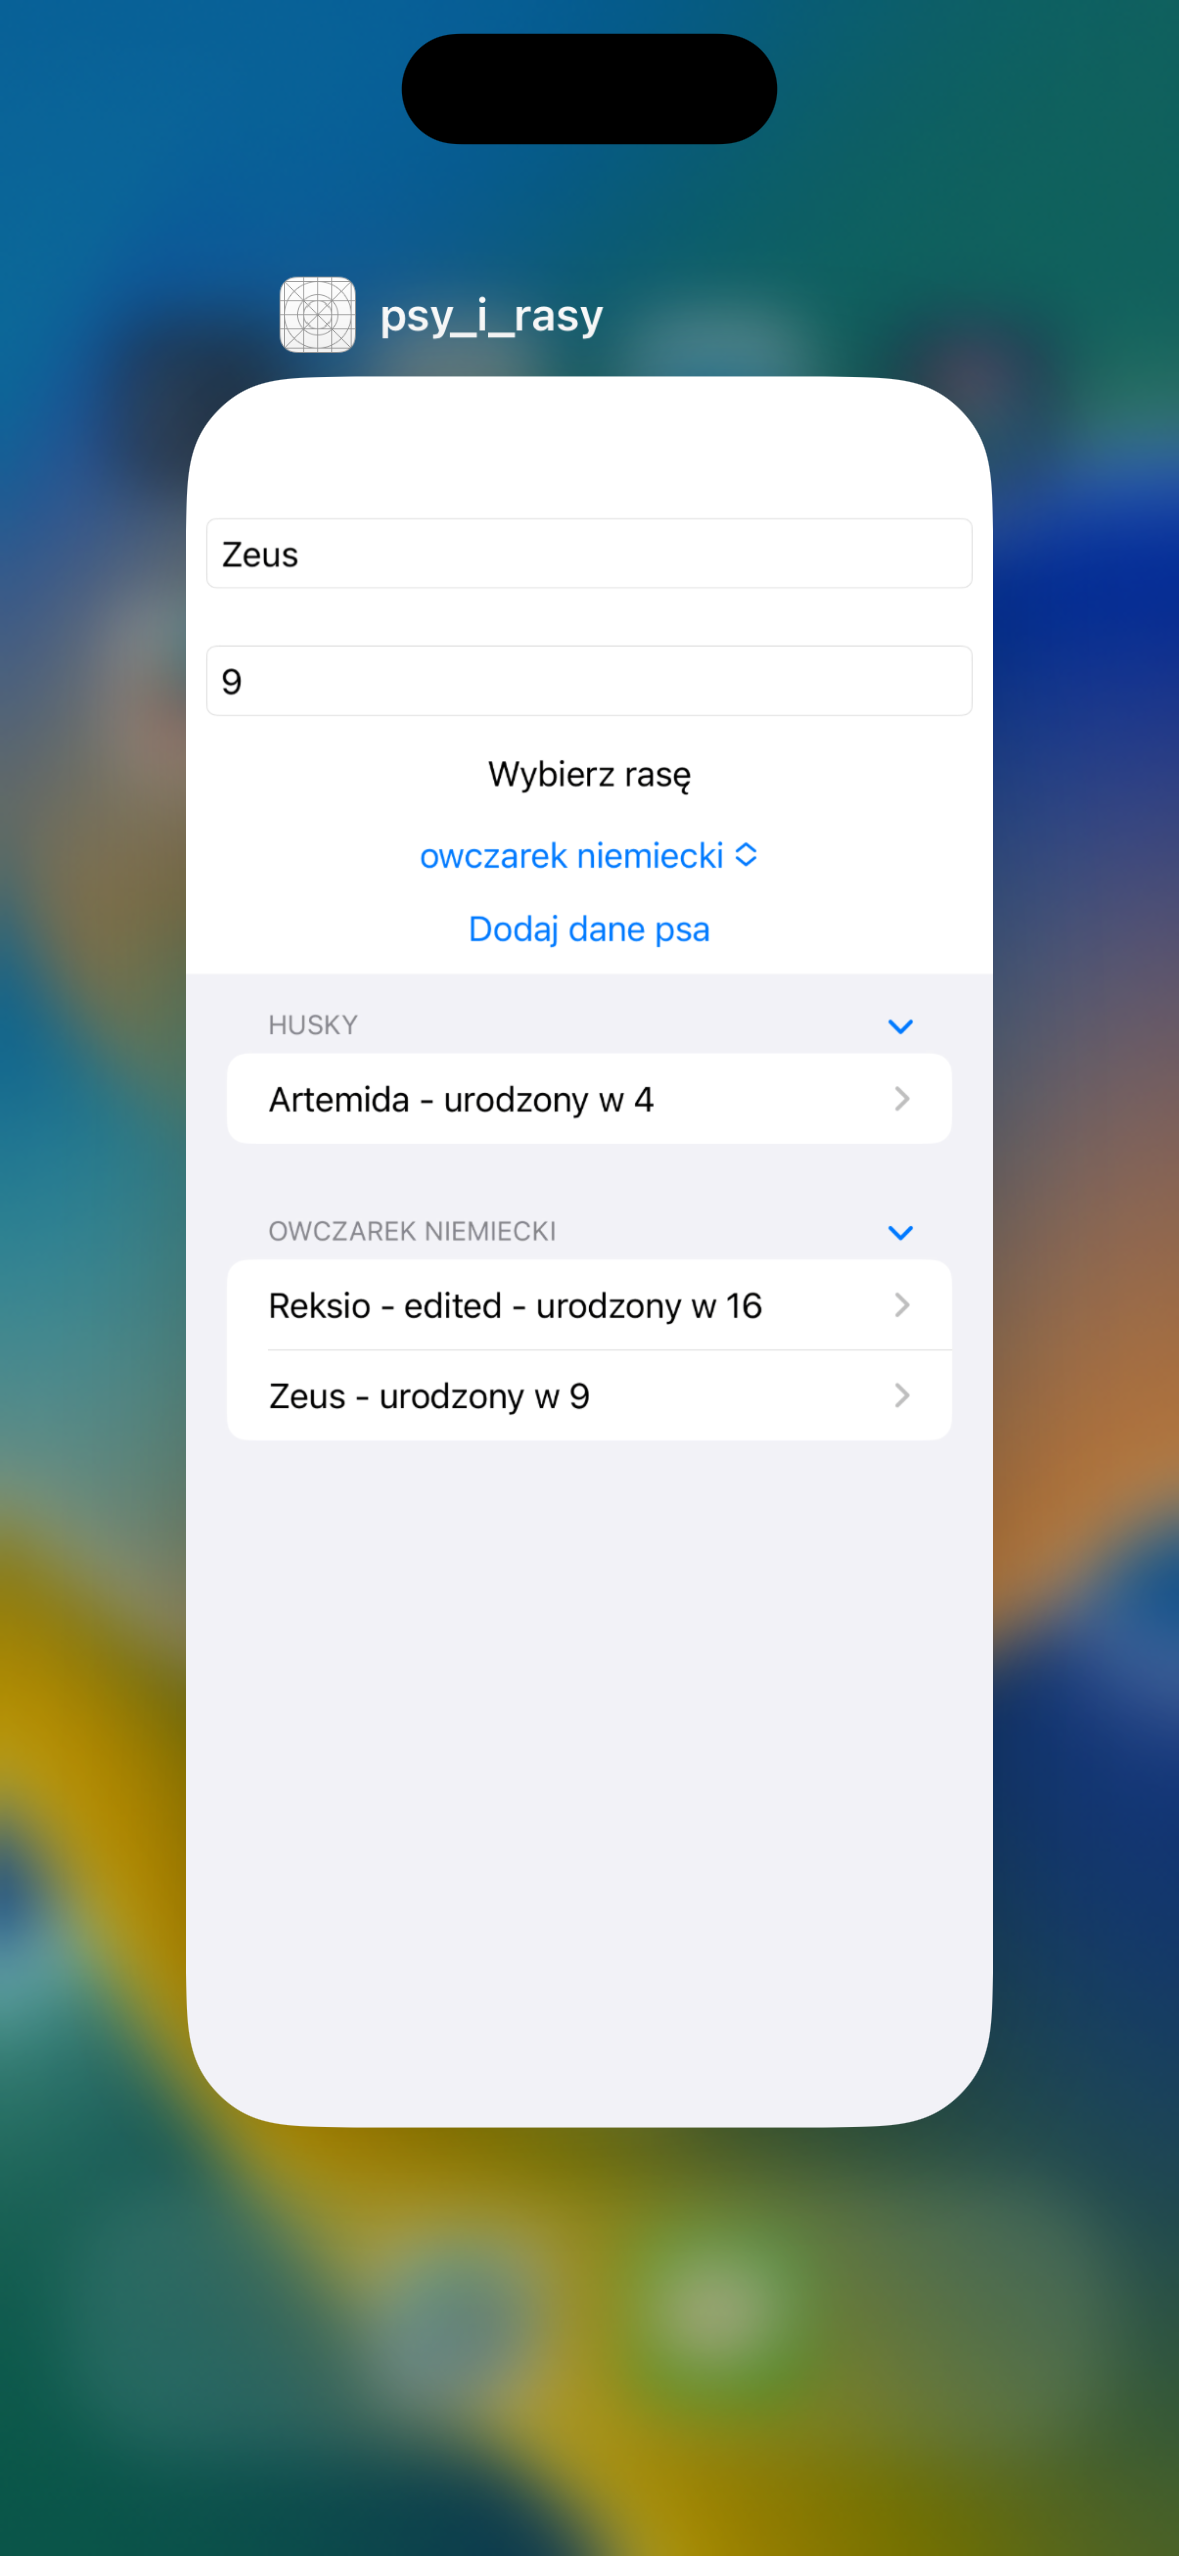 psy_i_rasy
Zeus
9
Wybierz rasę
owczarek niemiecki
Dodaj dane psa
HUSKY
Artemida - urodzony w 4
OWCZAREK NIEMIECKI
Reksio - edited - urodzony w 16
Zeus - urodzony w 9